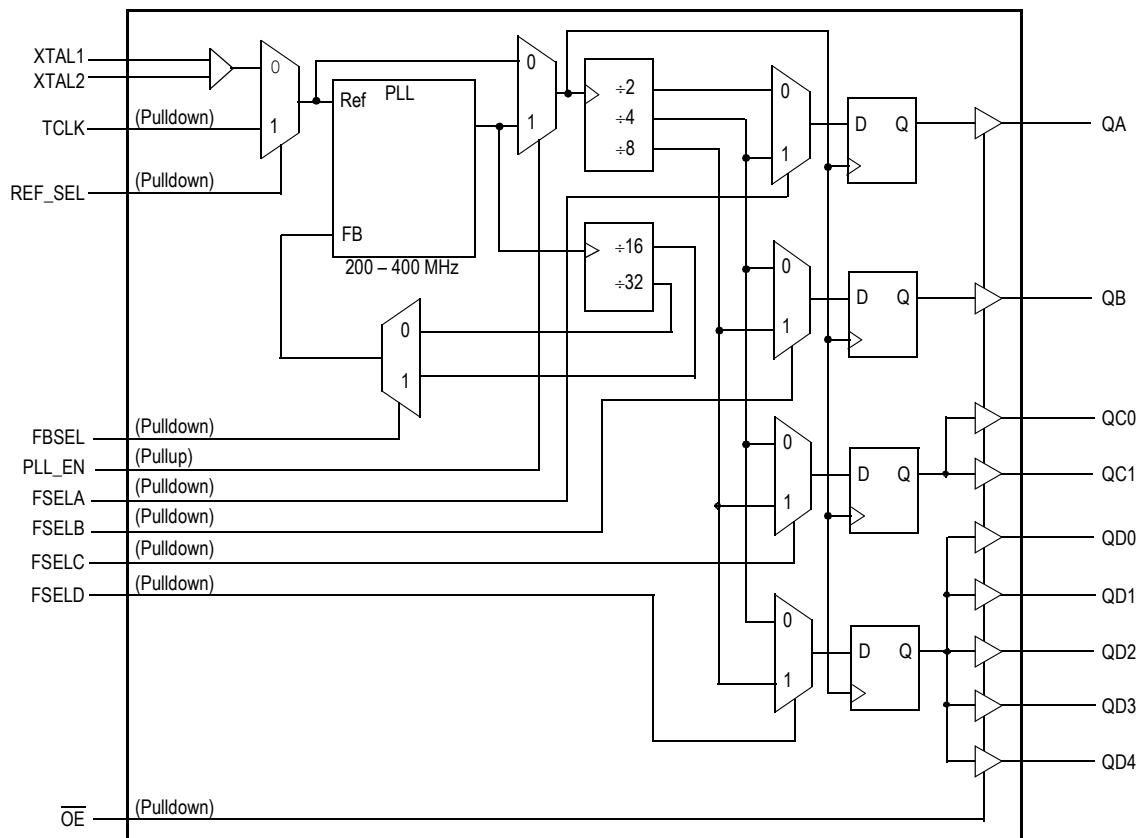 XTAL1
XTAL2
TCLK
(Pulldown)
REF_SEL
(Pulldown)
0
1
Ref
PLL
FB
200 – 400 MHz
0
1
÷2
÷4
÷8
÷16
÷32
0
1
0
1
D
Q
QA
0
1
D
Q
QB
0
1
D
Q
QC0
QC1
0
1
D
Q
QD0
QD1
QD2
QD3
QD4
FBSEL
(Pulldown)
PLL_EN
(Pullup)
FSELA
(Pulldown)
FSELB
(Pulldown)
FSELC
(Pulldown)
FSELD
(Pulldown)
OE
(Pulldown)